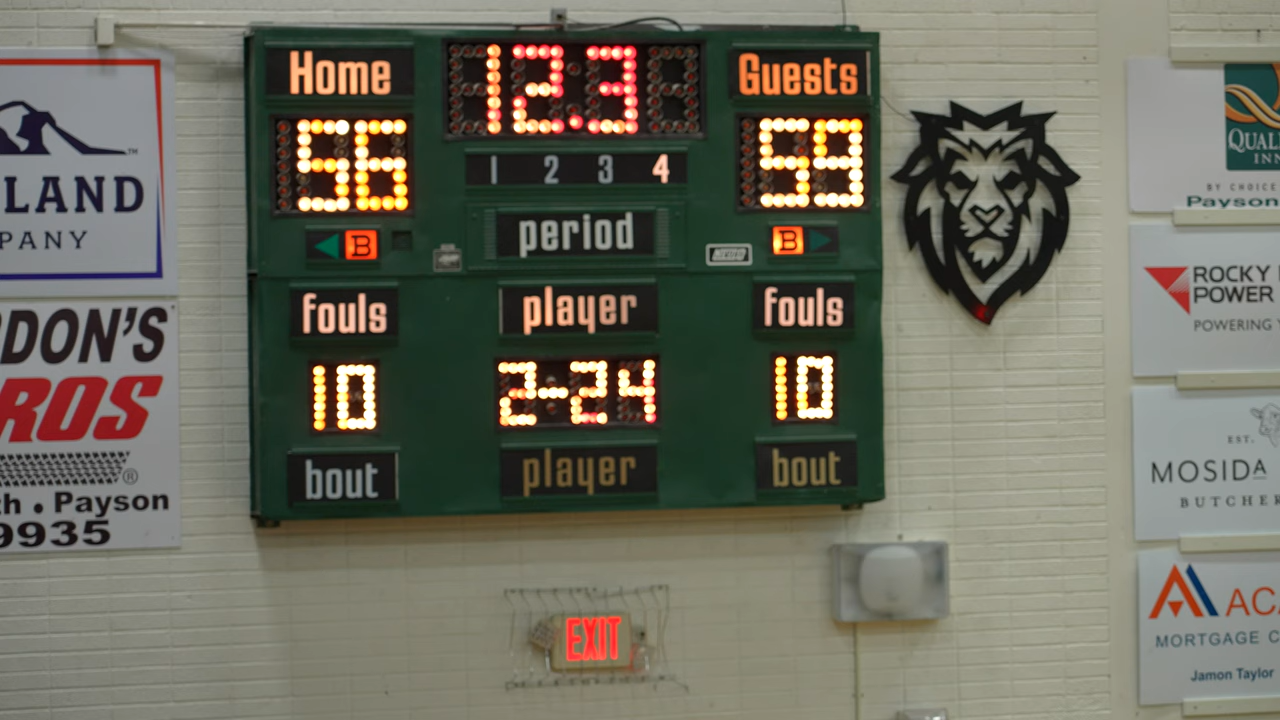 Home
12.3
Guests
56
59
1 2 3 4
period
B
B
fouls
player
fouls
10
2-24
10
bout
player
bout
EXIT
LAND
PANY
DON'S
ROS
th . Payson
9935
QUAL
INN
BY CHOICE
Payson
ROCKY
POWER
POWERING
EST.
MOSIDA
BUTCHER
AC
MORTGAGE C
Jamon Taylor